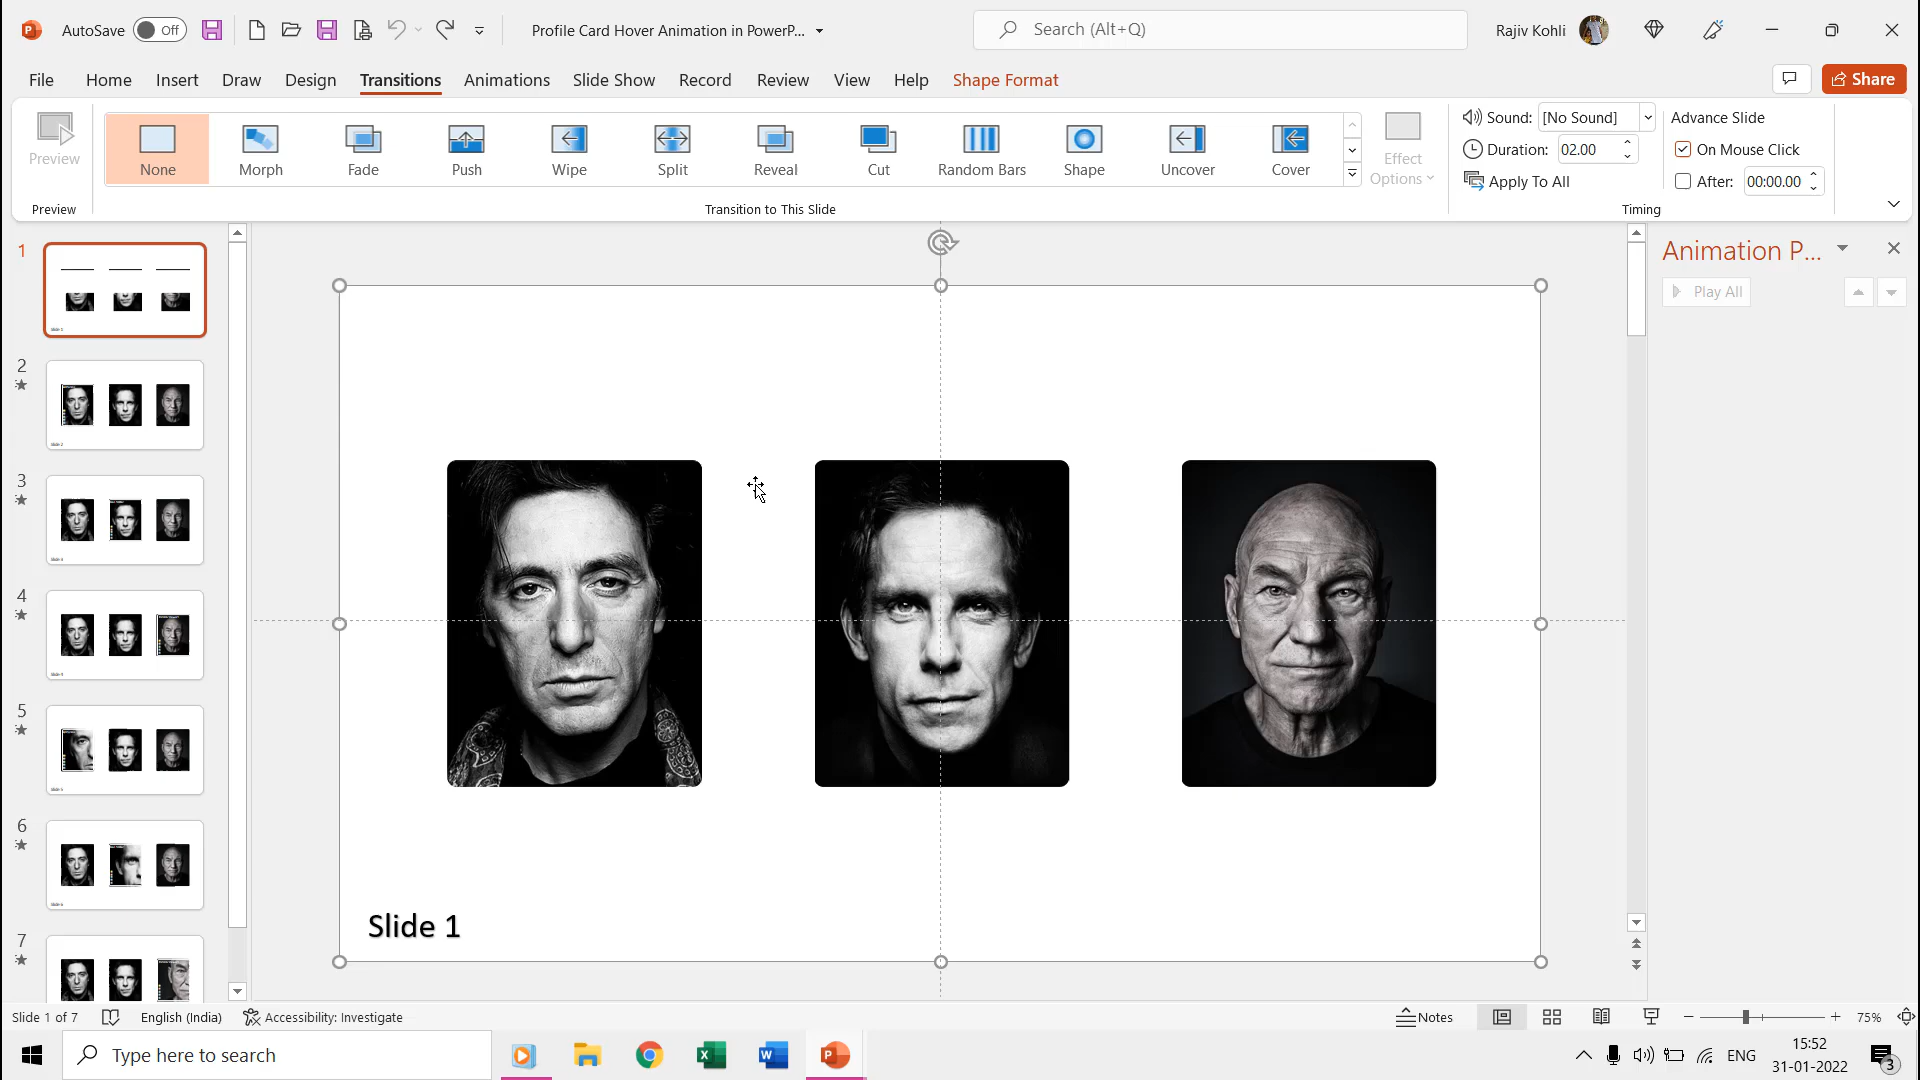 AutoSave Off Profile Card Hover Animation in PowerP... Search (Alt+Q) Rajiv Kohli
File Home Insert Draw Design Transitions Animations Slide Show Record Review View Help Shape Format Share
Preview
None Morph Fade Push Wipe Split Reveal Cut Random Bars Shape Uncover Cover
Effect
Options
Sound: [No Sound]
Duration: 02.00
Apply To All
Advance Slide
On Mouse Click
After: 00:00.00
Preview Transition to This Slide Timing
1
2
3
4
5
6
7
Animation P...
Play All
Slide 1
Slide 1 of 7 English (India) Accessibility: Investigate Notes 75%
Type here to search
ENG
15:52
31-01-2022
3